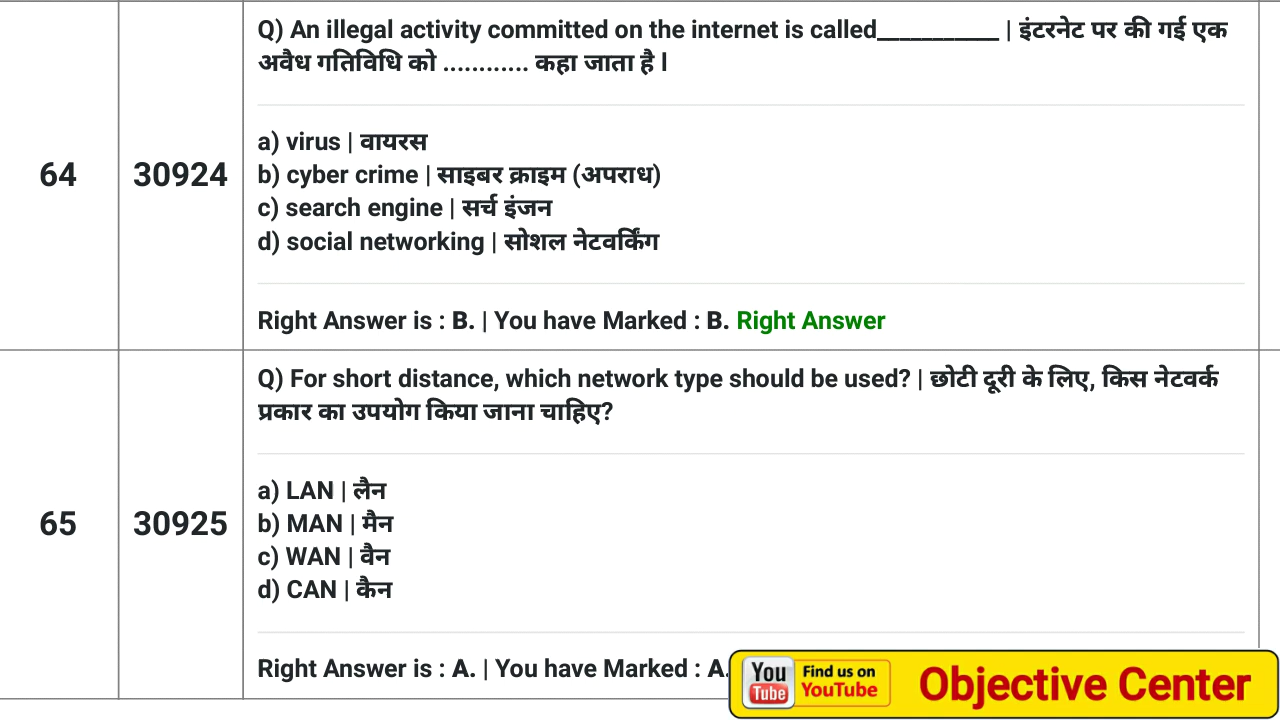 Q) An illegal activity committed on the internet is called___________ | इंटरनेट पर की गई एक
अवैध गतिविधि को ............ कहा जाता है l
64
30924
a) virus | वायरस
b) cyber crime | साइबर क्राइम (अपराध)
c) search engine | सर्च इंजन
d) social networking | सोशल नेटवर्किंग
Right Answer is : B. | You have Marked : B. Right Answer
Q) For short distance, which network type should be used? | छोटी दूरी के लिए, किस नेटवर्क
प्रकार का उपयोग किया जाना चाहिए?
65
30925
a) LAN | लैन
b) MAN | मैन
c) WAN | वैन
d) CAN | कैन
Right Answer is : A. | You have Marked : A.
You
Tube
Find us on
YouTube
Objective Center